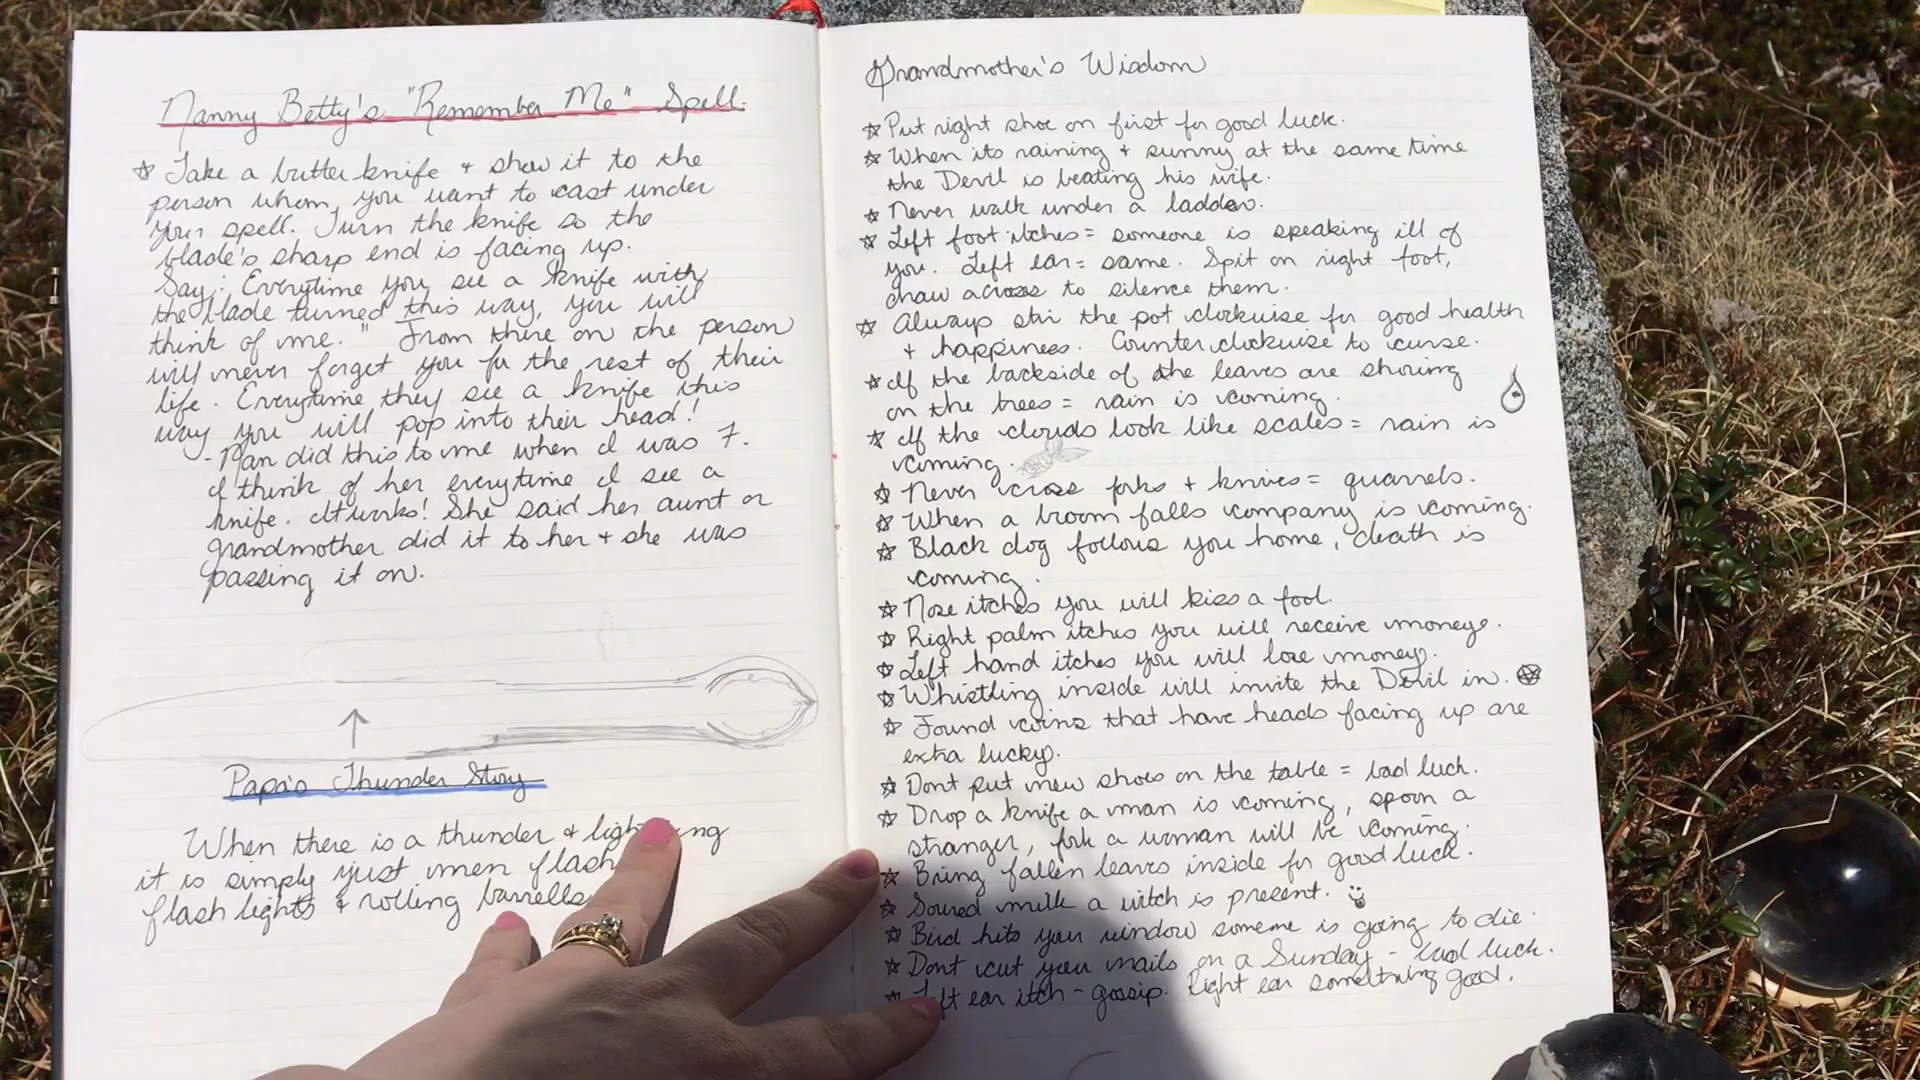 Nanny Betty's "Remember Me" Spell.
☆ Take a butter knife + show it to the
person whom you want to cast under
your spell. Turn the knife so the
blade's sharp end is facing up.
Say: Everytime you see a knife with
the blade turned this way, you will
think of me." From there on the person
will never forget you for the rest of their
life. Everytime they see a knife this
way you will pop into their head!
- Nan did this to me when I was 7.
I think of her everytime I see a
knife. It works! She said her aunt or
grandmother did it to her + she was
passing it on.
Papa's Thunder Story
When there is a thunder + lightning
it is simply just men flash
flash lights + rolling barrells
Grandmother's Wisdom
☆ Put right shoe on first for good luck.
☆ When its raining + sunny at the same time
the Devil is beating his wife.
☆ Never walk under a ladder.
☆ Left foot itches = someone is speaking ill of
you. Left ear = same. Spit on right foot,
draw across to silence them.
☆ Always stir the pot clockwise for good health
+ happiness. Counter clockwise to curse.
☆ If the backside of the leaves are showing
on the trees = rain is coming.
☆ If the clouds look like scales = rain is
coming.
☆ Never cross forks + knives = quarrels.
☆ When a broom falls company is coming.
☆ Black dog follows you home, death is
coming.
☆ Nose itches you will kiss a fool.
☆ Right palm itches you will receive money.
☆ Left hand itches you will lose money.
☆ Whistling inside will invite the Devil in.
☆ Found coins that have heads facing up are
extra lucky.
☆ Dont put new shoes on the table = bad luck.
☆ Drop a knife a man is coming, spoon a
stranger, fork a woman will be coming.
☆ Bring fallen leaves inside for good luck.
☆ Soured milk a witch is present.
☆ Bird hits your window someone is going to die.
☆ Dont cut your nails on a Sunday - bad luck.
☆ Left ear itch - gossip. Right ear something good.